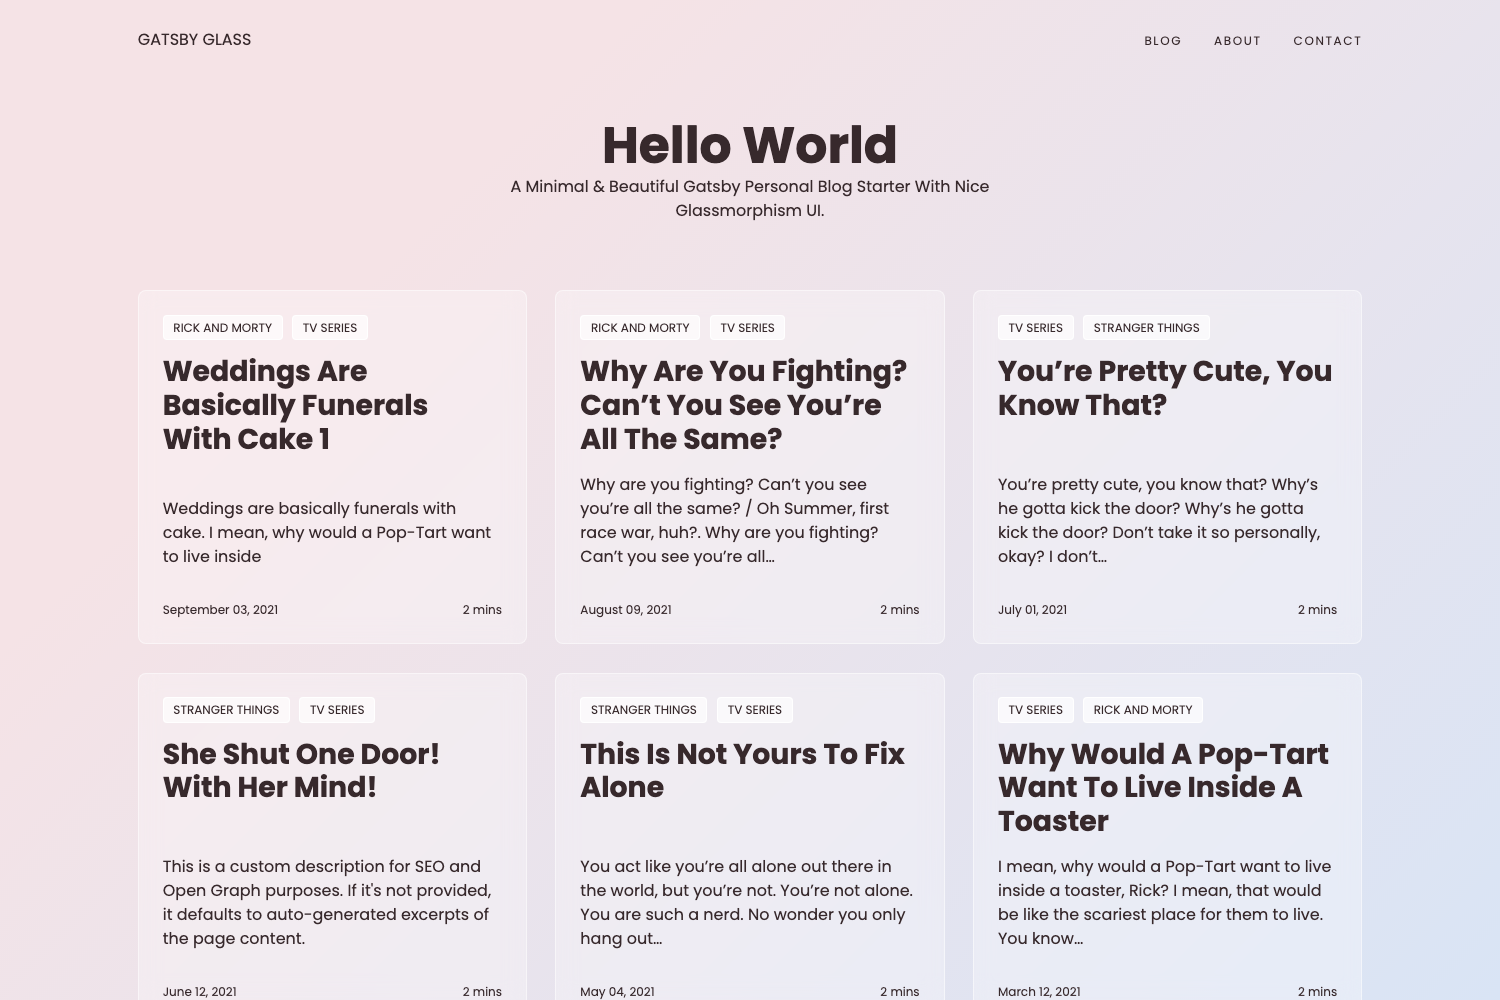 GATSBY GLASS
BLOG ABOUT CONTACT
Hello World
A Minimal & Beautiful Gatsby Personal Blog Starter With Nice
Glassmorphism UI.
RICK AND MORTY TV SERIES
Weddings Are
Basically Funerals
With Cake 1
Weddings are basically funerals with
cake. I mean, why would a Pop-Tart want
to live inside
September 03, 2021 2 mins
RICK AND MORTY TV SERIES
Why Are You Fighting?
Can’t You See You’re
All The Same?
Why are you fighting? Can’t you see
you’re all the same? / Oh Summer, first
race war, huh?. Why are you fighting?
Can’t you see you’re all…
August 09, 2021 2 mins
TV SERIES STRANGER THINGS
You’re Pretty Cute, You
Know That?
You’re pretty cute, you know that? Why’s
he gotta kick the door? Why’s he gotta
kick the door? Don’t take it so personally,
okay? I don’t…
July 01, 2021 2 mins
STRANGER THINGS TV SERIES
She Shut One Door!
With Her Mind!
This is a custom description for SEO and
Open Graph purposes. If it's not provided,
it defaults to auto-generated excerpts of
the page content.
June 12, 2021 2 mins
STRANGER THINGS TV SERIES
This Is Not Yours To Fix
Alone
You act like you’re all alone out there in
the world, but you’re not. You’re not alone.
You are such a nerd. No wonder you only
hang out…
May 04, 2021 2 mins
TV SERIES RICK AND MORTY
Why Would A Pop-Tart
Want To Live Inside A
Toaster
I mean, why would a Pop-Tart want to live
inside a toaster, Rick? I mean, that would
be like the scariest place for them to live.
You know…
March 12, 2021 2 mins